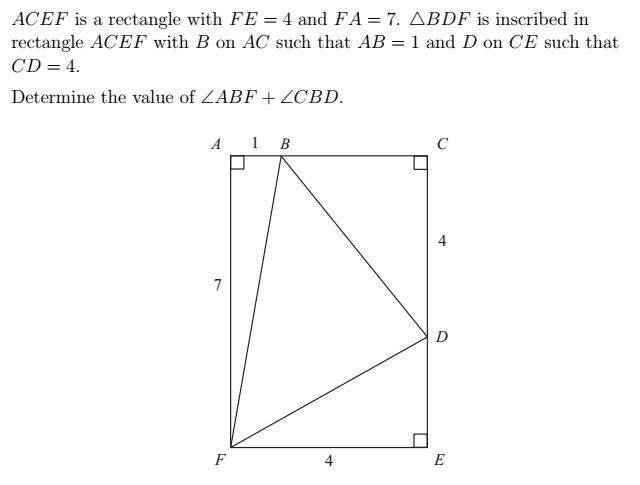 ACEF is a rectangle with FE = 4 and FA = 7. △BDF is inscribed in
rectangle ACEF with B on AC such that AB = 1 and D on CE such that
CD = 4.
Determine the value of ∠ABF + ∠CBD.
A 1 B C
4
7
D
F 4 E